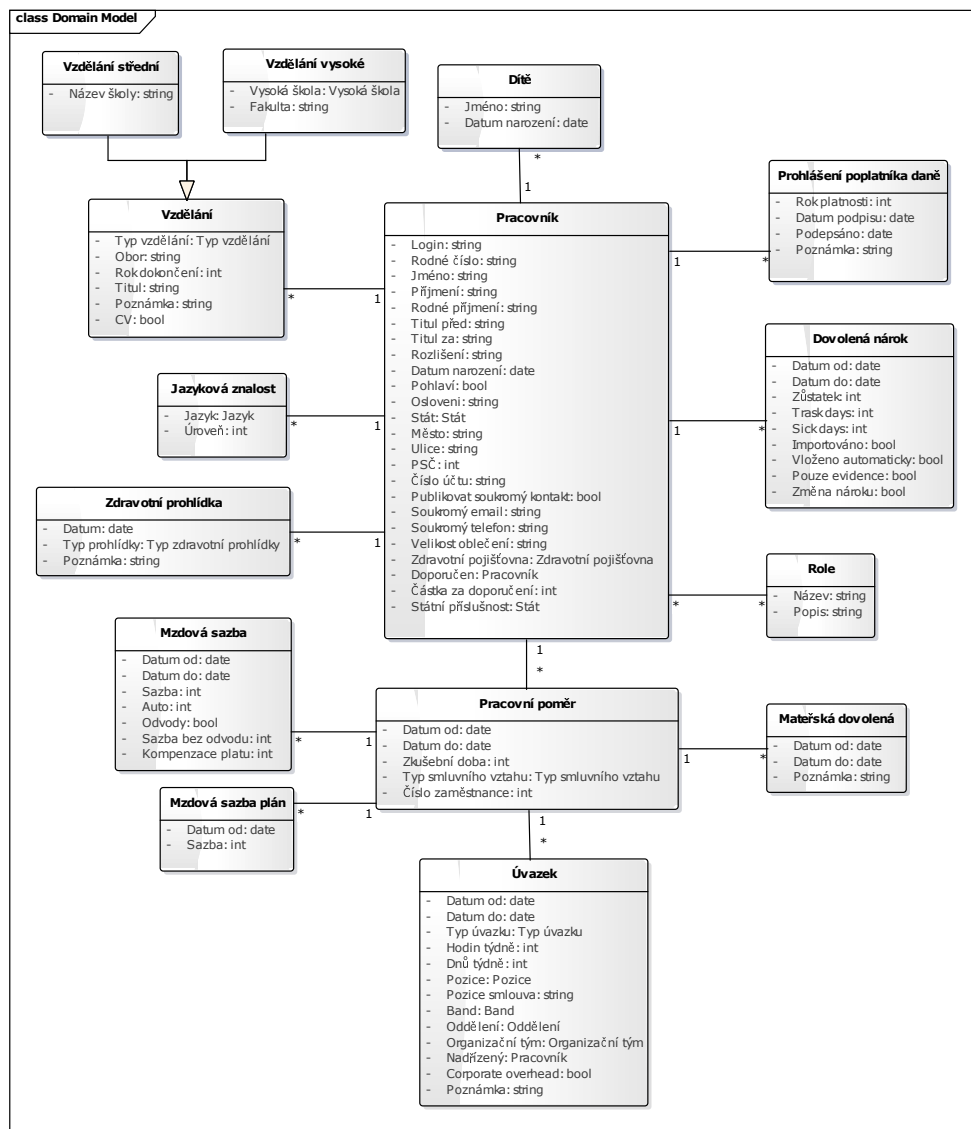 class Domain Model
Vzdělání střední
- Název školy: string
Vzdělání vysoké
- Vysoká škola: Vysoká škola
- Fakulta: string
Dítě
- Jméno: string
- Datum narození: date
*
1
Prohlášení poplatníka daně
- Rok platnosti: int
- Datum podpisu: date
- Podepsáno: date
- Poznámka: string
1
*
Vzdělání
- Typ vzdělání: Typ vzdělání
- Obor: string
- Rok dokončení: int
- Titul: string
- Poznámka: string
- CV: bool
*
1
Pracovník
- Login: string
- Rodné číslo: string
- Jméno: string
- Příjmení: string
- Rodné příjmení: string
- Titul před: string
- Titul za: string
- Rozlišení: string
- Datum narození: date
- Pohlaví: bool
- Osloveni: string
- Stát: Stát
- Město: string
- Ulice: string
- PSČ: int
- Číslo účtu: string
- Publikovat soukromý kontakt: bool
- Soukromý email: string
- Soukromý telefon: string
- Velikost oblečení: string
- Zdravotní pojišťovna: Zdravotní pojišťovna
- Doporučen: Pracovník
- Částka za doporučení: int
- Státní příslušnost: Stát
Dovolená nárok
- Datum od: date
- Datum do: date
- Zůstatek: int
- Trask days: int
- Sick days: int
- Importováno: bool
- Vloženo automaticky: bool
- Pouze evidence: bool
- Změna nároku: bool
1
*
Jazyková znalost
- Jazyk: Jazyk
- Úroveň: int
*
1
Zdravotní prohlídka
- Datum: date
- Typ prohlídky: Typ zdravotní prohlídky
- Poznámka: string
*
1
Role
- Název: string
- Popis: string
*
*
Mzdová sazba
- Datum od: date
- Datum do: date
- Sazba: int
- Auto: int
- Odvody: bool
- Sazba bez odvodu: int
- Kompenzace platu: int
*
1
1
*
Pracovní poměr
- Datum od: date
- Datum do: date
- Zkušební doba: int
- Typ smluvního vztahu: Typ smluvního vztahu
- Číslo zaměstnance: int
Mateřská dovolená
- Datum od: date
- Datum do: date
- Poznámka: string
1
*
Mzdová sazba plán
- Datum od: date
- Sazba: int
*
1
1
*
Úvazek
- Datum od: date
- Datum do: date
- Typ úvazku: Typ úvazku
- Hodin týdně: int
- Dnů týdně: int
- Pozice: Pozice
- Pozice smlouva: string
- Band: Band
- Oddělení: Oddělení
- Organizační tým: Organizační tým
- Nadřízený: Pracovník
- Corporate overhead: bool
- Poznámka: string